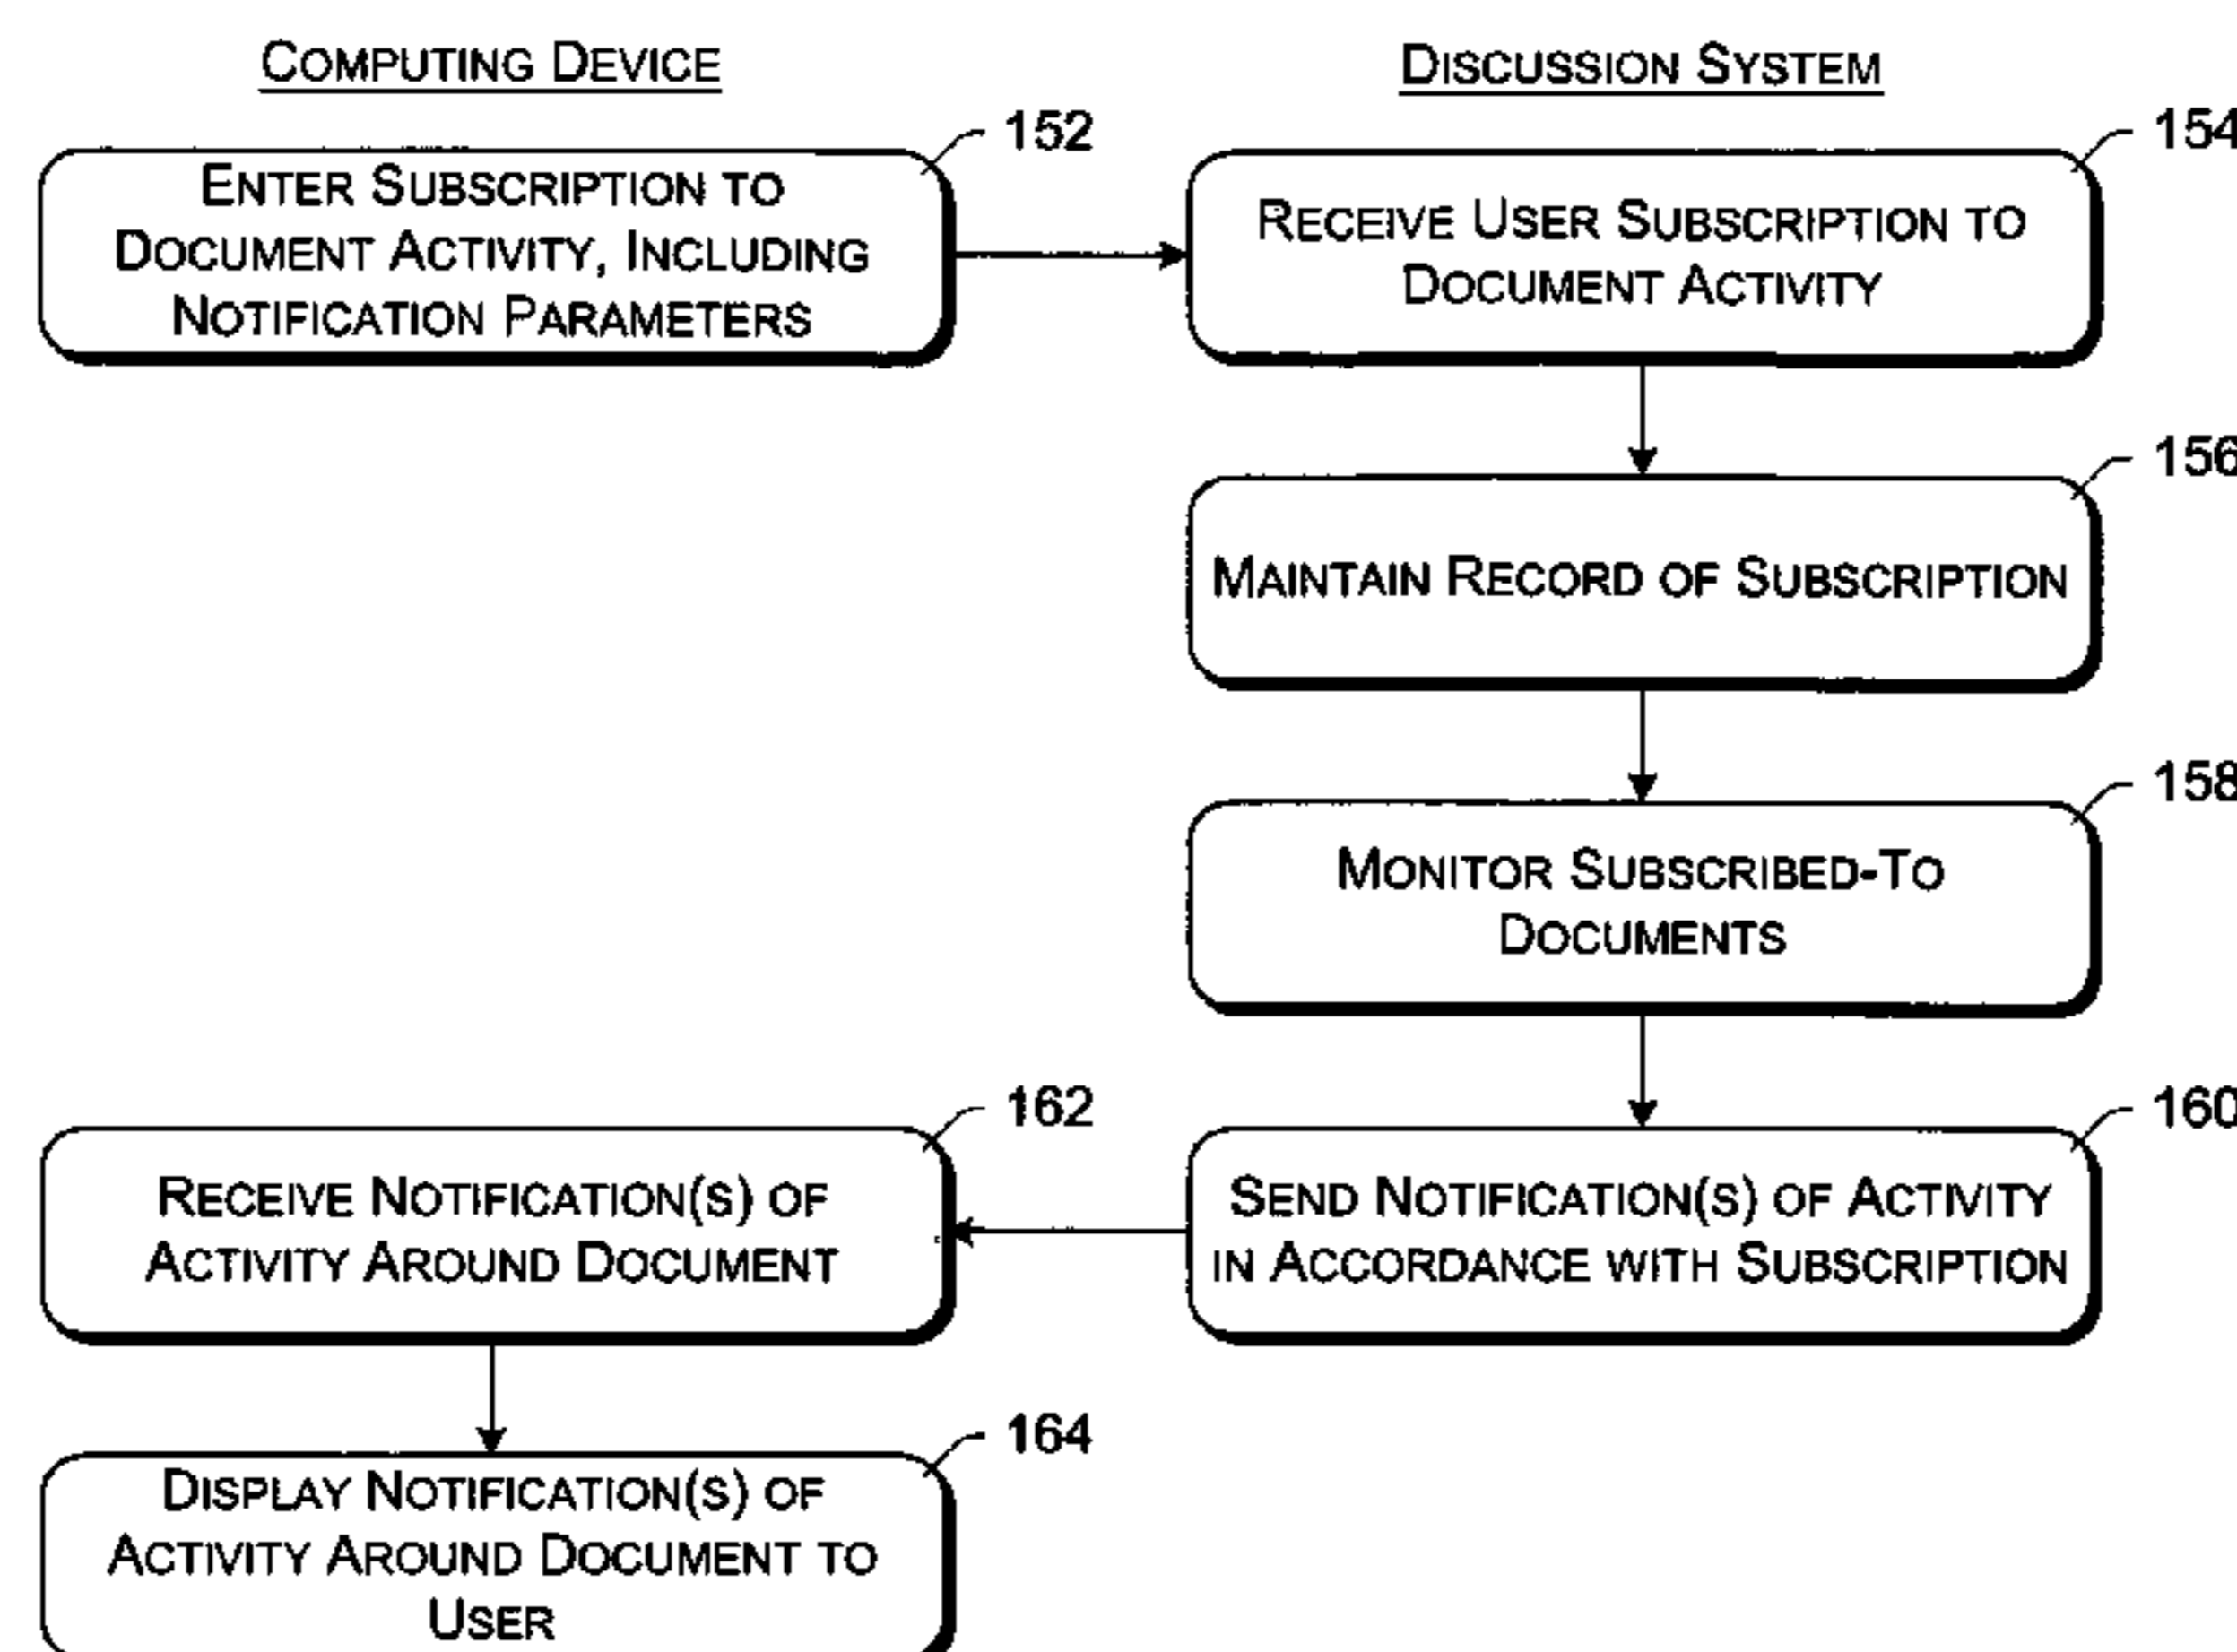 COMPUTING DEVICE
DISCUSSION SYSTEM
152
ENTER SUBSCRIPTION TO
DOCUMENT ACTIVITY, INCLUDING
NOTIFICATION PARAMETERS
154
RECEIVE USER SUBSCRIPTION TO
DOCUMENT ACTIVITY
156
MAINTAIN RECORD OF SUBSCRIPTION
158
MONITOR SUBSCRIBED-TO
DOCUMENTS
160
SEND NOTIFICATION(S) OF ACTIVITY
IN ACCORDANCE WITH SUBSCRIPTION
162
RECEIVE NOTIFICATION(S) OF
ACTIVITY AROUND DOCUMENT
164
DISPLAY NOTIFICATION(S) OF
ACTIVITY AROUND DOCUMENT TO
USER